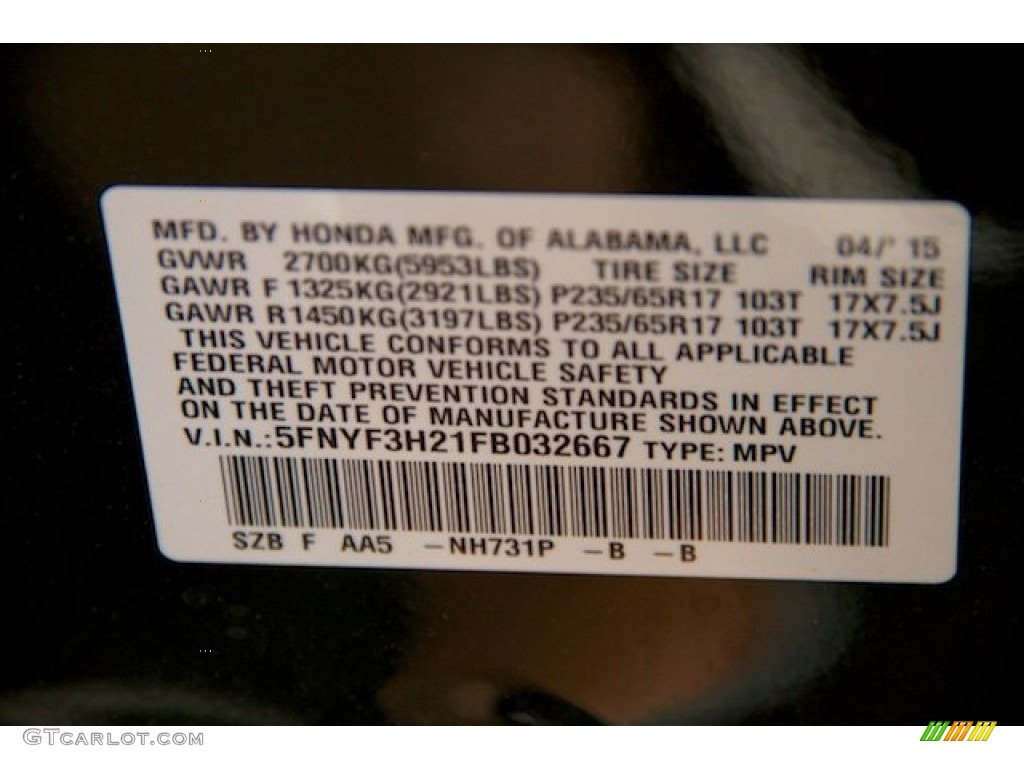 MFD. BY HONDA MFG. OF ALABAMA, LLC 04/' 15
GVWR 2700KG(5953LBS) TIRE SIZE RIM SIZE
GAWR F 1325KG(2921LBS) P235/65R17 103T 17X7.5J
GAWR R1450KG(3197LBS) P235/65R17 103T 17X7.5J
THIS VEHICLE CONFORMS TO ALL APPLICABLE
FEDERAL MOTOR VEHICLE SAFETY
AND THEFT PREVENTION STANDARDS IN EFFECT
ON THE DATE OF MANUFACTURE SHOWN ABOVE.
V.I.N.:5FNYF3H21FB032667 TYPE: MPV
SZB F AA5 -NH731P -B -B
GTCARLOT.COM